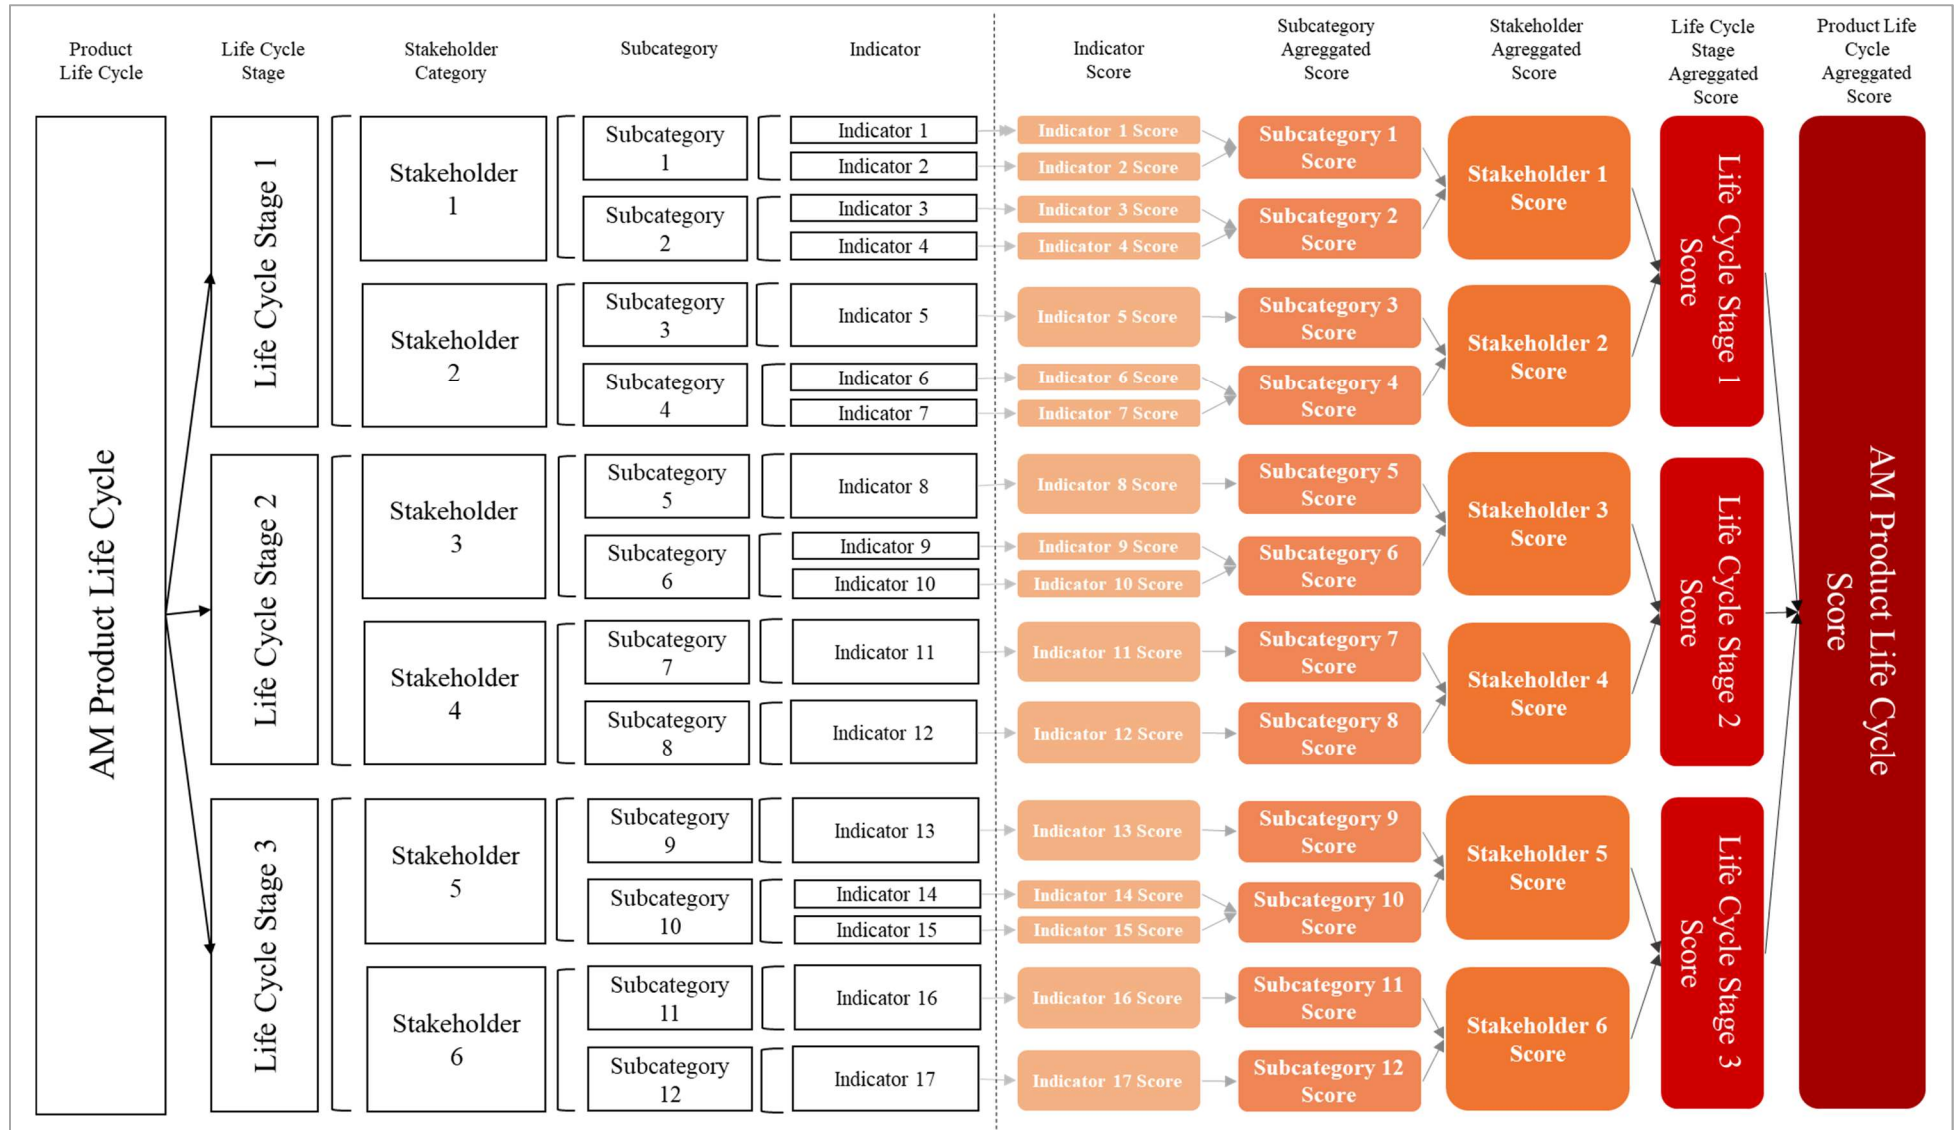 Product
Life Cycle
Life Cycle
Stage
Stakeholder
Category
Subcategory
Indicator
Indicator
Score
Subcategory
Agreggated
Score
Stakeholder
Agreggated
Score
Life Cycle
Stage
Agreggated
Score
Product Life
Cycle
Agreggated
Score
AM Product Life Cycle
Life Cycle Stage 1
Life Cycle Stage 2
Life Cycle Stage 3
Stakeholder
1
Stakeholder
2
Stakeholder
3
Stakeholder
4
Stakeholder
5
Stakeholder
6
Subcategory
1
Subcategory
2
Subcategory
3
Subcategory
4
Subcategory
5
Subcategory
6
Subcategory
7
Subcategory
8
Subcategory
9
Subcategory
10
Subcategory
11
Subcategory
12
Indicator 1
Indicator 2
Indicator 3
Indicator 4
Indicator 5
Indicator 6
Indicator 7
Indicator 8
Indicator 9
Indicator 10
Indicator 11
Indicator 12
Indicator 13
Indicator 14
Indicator 15
Indicator 16
Indicator 17
Indicator 1 Score
Indicator 2 Score
Indicator 3 Score
Indicator 4 Score
Indicator 5 Score
Indicator 6 Score
Indicator 7 Score
Indicator 8 Score
Indicator 9 Score
Indicator 10 Score
Indicator 11 Score
Indicator 12 Score
Indicator 13 Score
Indicator 14 Score
Indicator 15 Score
Indicator 16 Score
Indicator 17 Score
Subcategory 1
Score
Subcategory 2
Score
Subcategory 3
Score
Subcategory 4
Score
Subcategory 5
Score
Subcategory 6
Score
Subcategory 7
Score
Subcategory 8
Score
Subcategory 9
Score
Subcategory 10
Score
Subcategory 11
Score
Subcategory 12
Score
Stakeholder 1
Score
Stakeholder 2
Score
Stakeholder 3
Score
Stakeholder 4
Score
Stakeholder 5
Score
Stakeholder 6
Score
Life Cycle Stage 1
Score
Life Cycle Stage 2
Score
Life Cycle Stage 3
Score
AM Product Life Cycle
Score